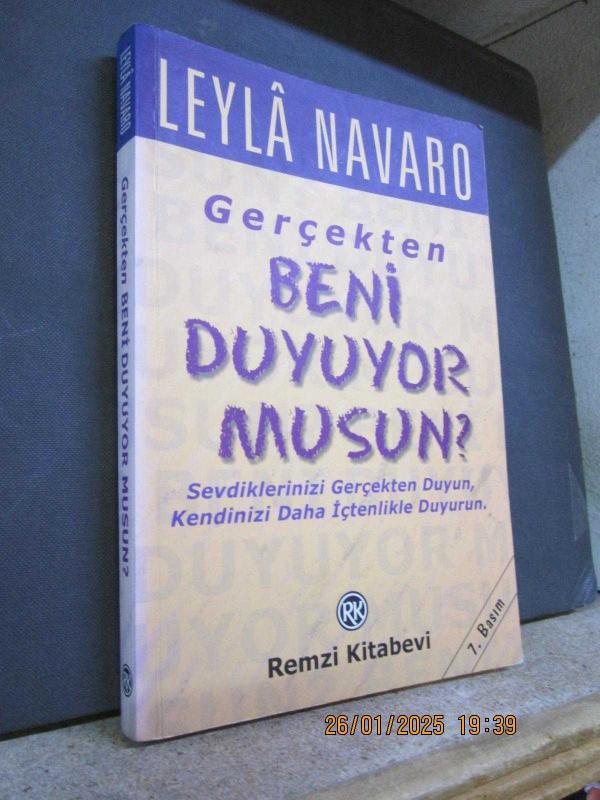 LEYLÂ NAVARO
Gerçekten
BENİ
DUYUYOR
MUSUN?
Sevdiklerinizi Gerçekten Duyun,
Kendinizi Daha İçtenlikle Duyurun.
RK
Remzi Kitabevi
7. Basım
LEYLÂ NAVARO
Gerçekten BENİ DUYUYOR MUSUN?
RK
26/01/2025 19:39